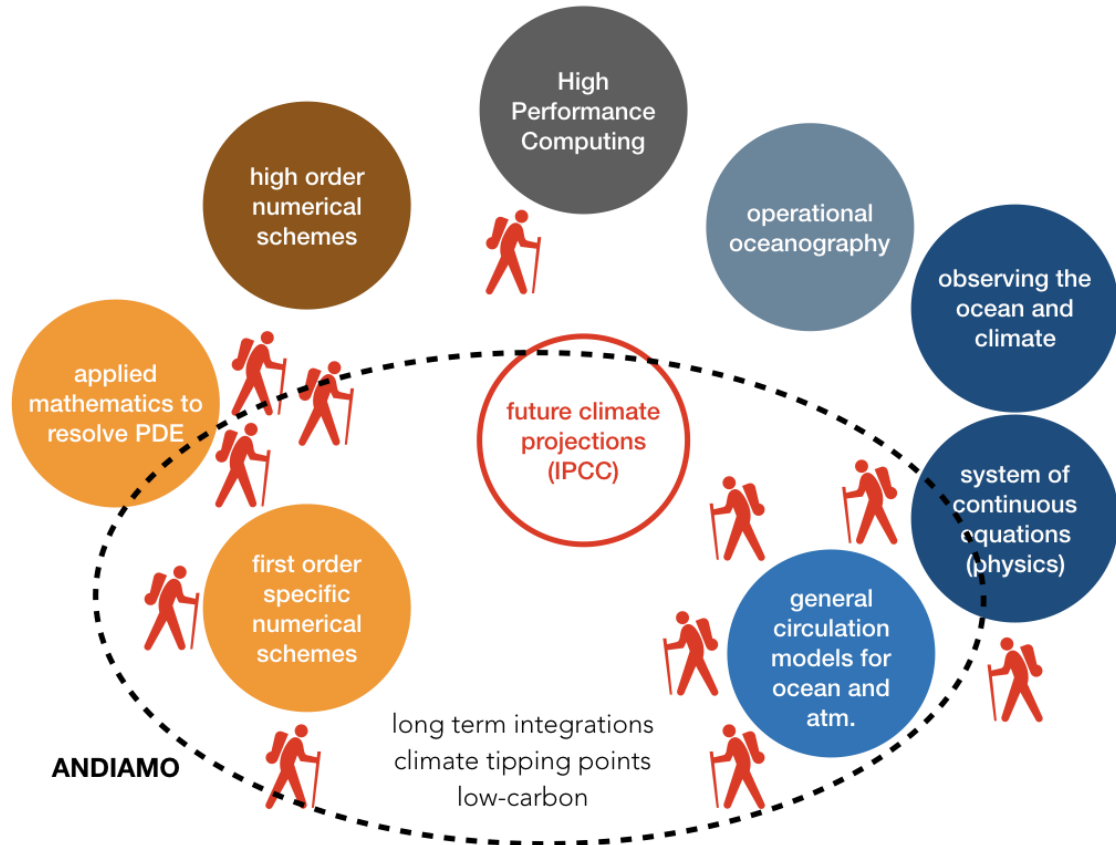 High
Performance
Computing
high order
numerical
schemes
operational
oceanography
observing the
ocean and
climate
applied
mathematics to
resolve PDE
future climate
projections
(IPCC)
system of
continuous
equations
(physics)
first order
specific
numerical
schemes
general
circulation
models for
ocean and
atm.
long term integrations
climate tipping points
low-carbon
ANDIAMO